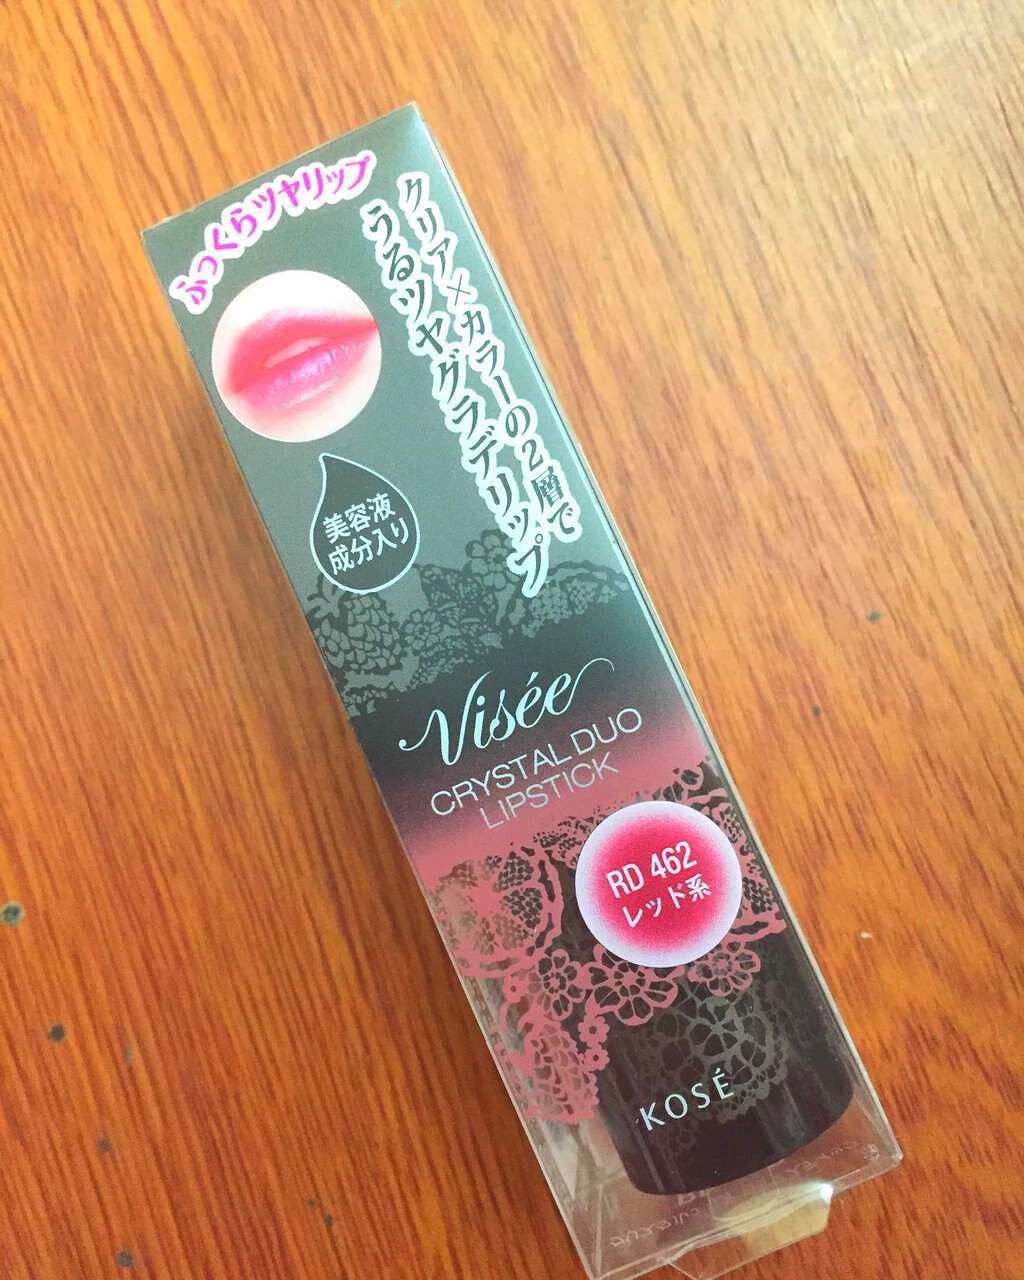 ふっくらツヤリップ
クリア×カラーの2層で
うるツヤグラデリップ
美容液
成分入り
Visée
CRYSTAL DUO
LIPSTICK
RD 462
レッド系
KOSÉ